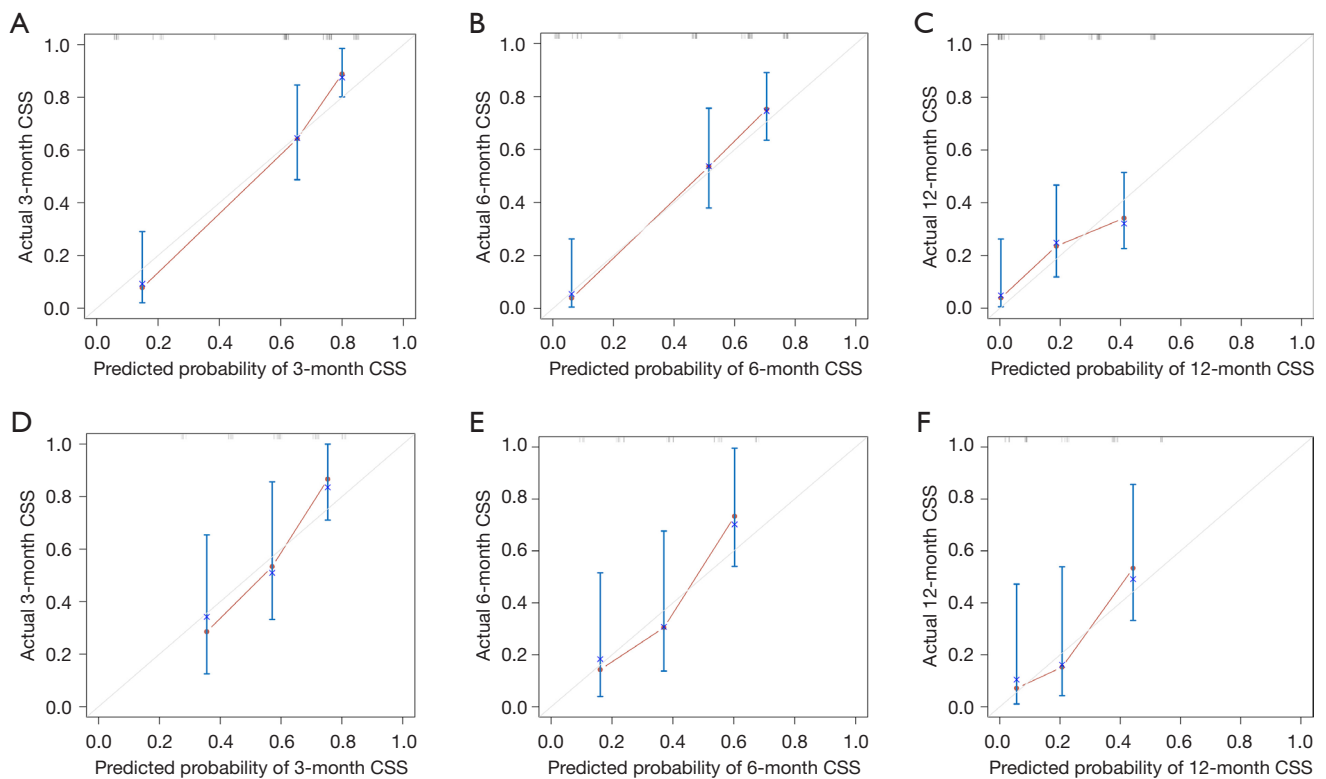 A
Actual 3-month CSS
1.0
0.8
0.6
0.4
0.2
0.0
0.0 0.2 0.4 0.6 0.8 1.0
Predicted probability of 3-month CSS
B
Actual 6-month CSS
1.0
0.8
0.6
0.4
0.2
0.0
0.0 0.2 0.4 0.6 0.8 1.0
Predicted probability of 6-month CSS
C
Actual 12-month CSS
1.0
0.8
0.6
0.4
0.2
0.0
0.0 0.2 0.4 0.6 0.8 1.0
Predicted probability of 12-month CSS
D
Actual 3-month CSS
1.0
0.8
0.6
0.4
0.2
0.0
0.0 0.2 0.4 0.6 0.8 1.0
Predicted probability of 3-month CSS
E
Actual 6-month CSS
1.0
0.8
0.6
0.4
0.2
0.0
0.0 0.2 0.4 0.6 0.8 1.0
Predicted probability of 6-month CSS
F
Actual 12-month CSS
1.0
0.8
0.6
0.4
0.2
0.0
0.0 0.2 0.4 0.6 0.8 1.0
Predicted probability of 12-month CSS